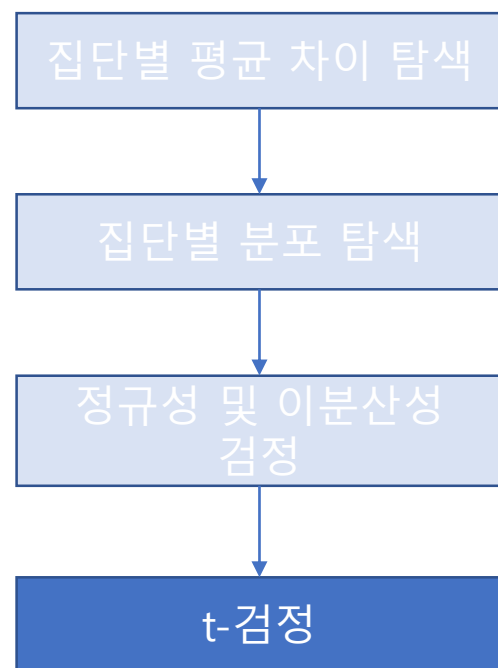 집단별 평균 차이 탐색
집단별 분포 탐색
정규성 및 이분산성
검정
t-검정